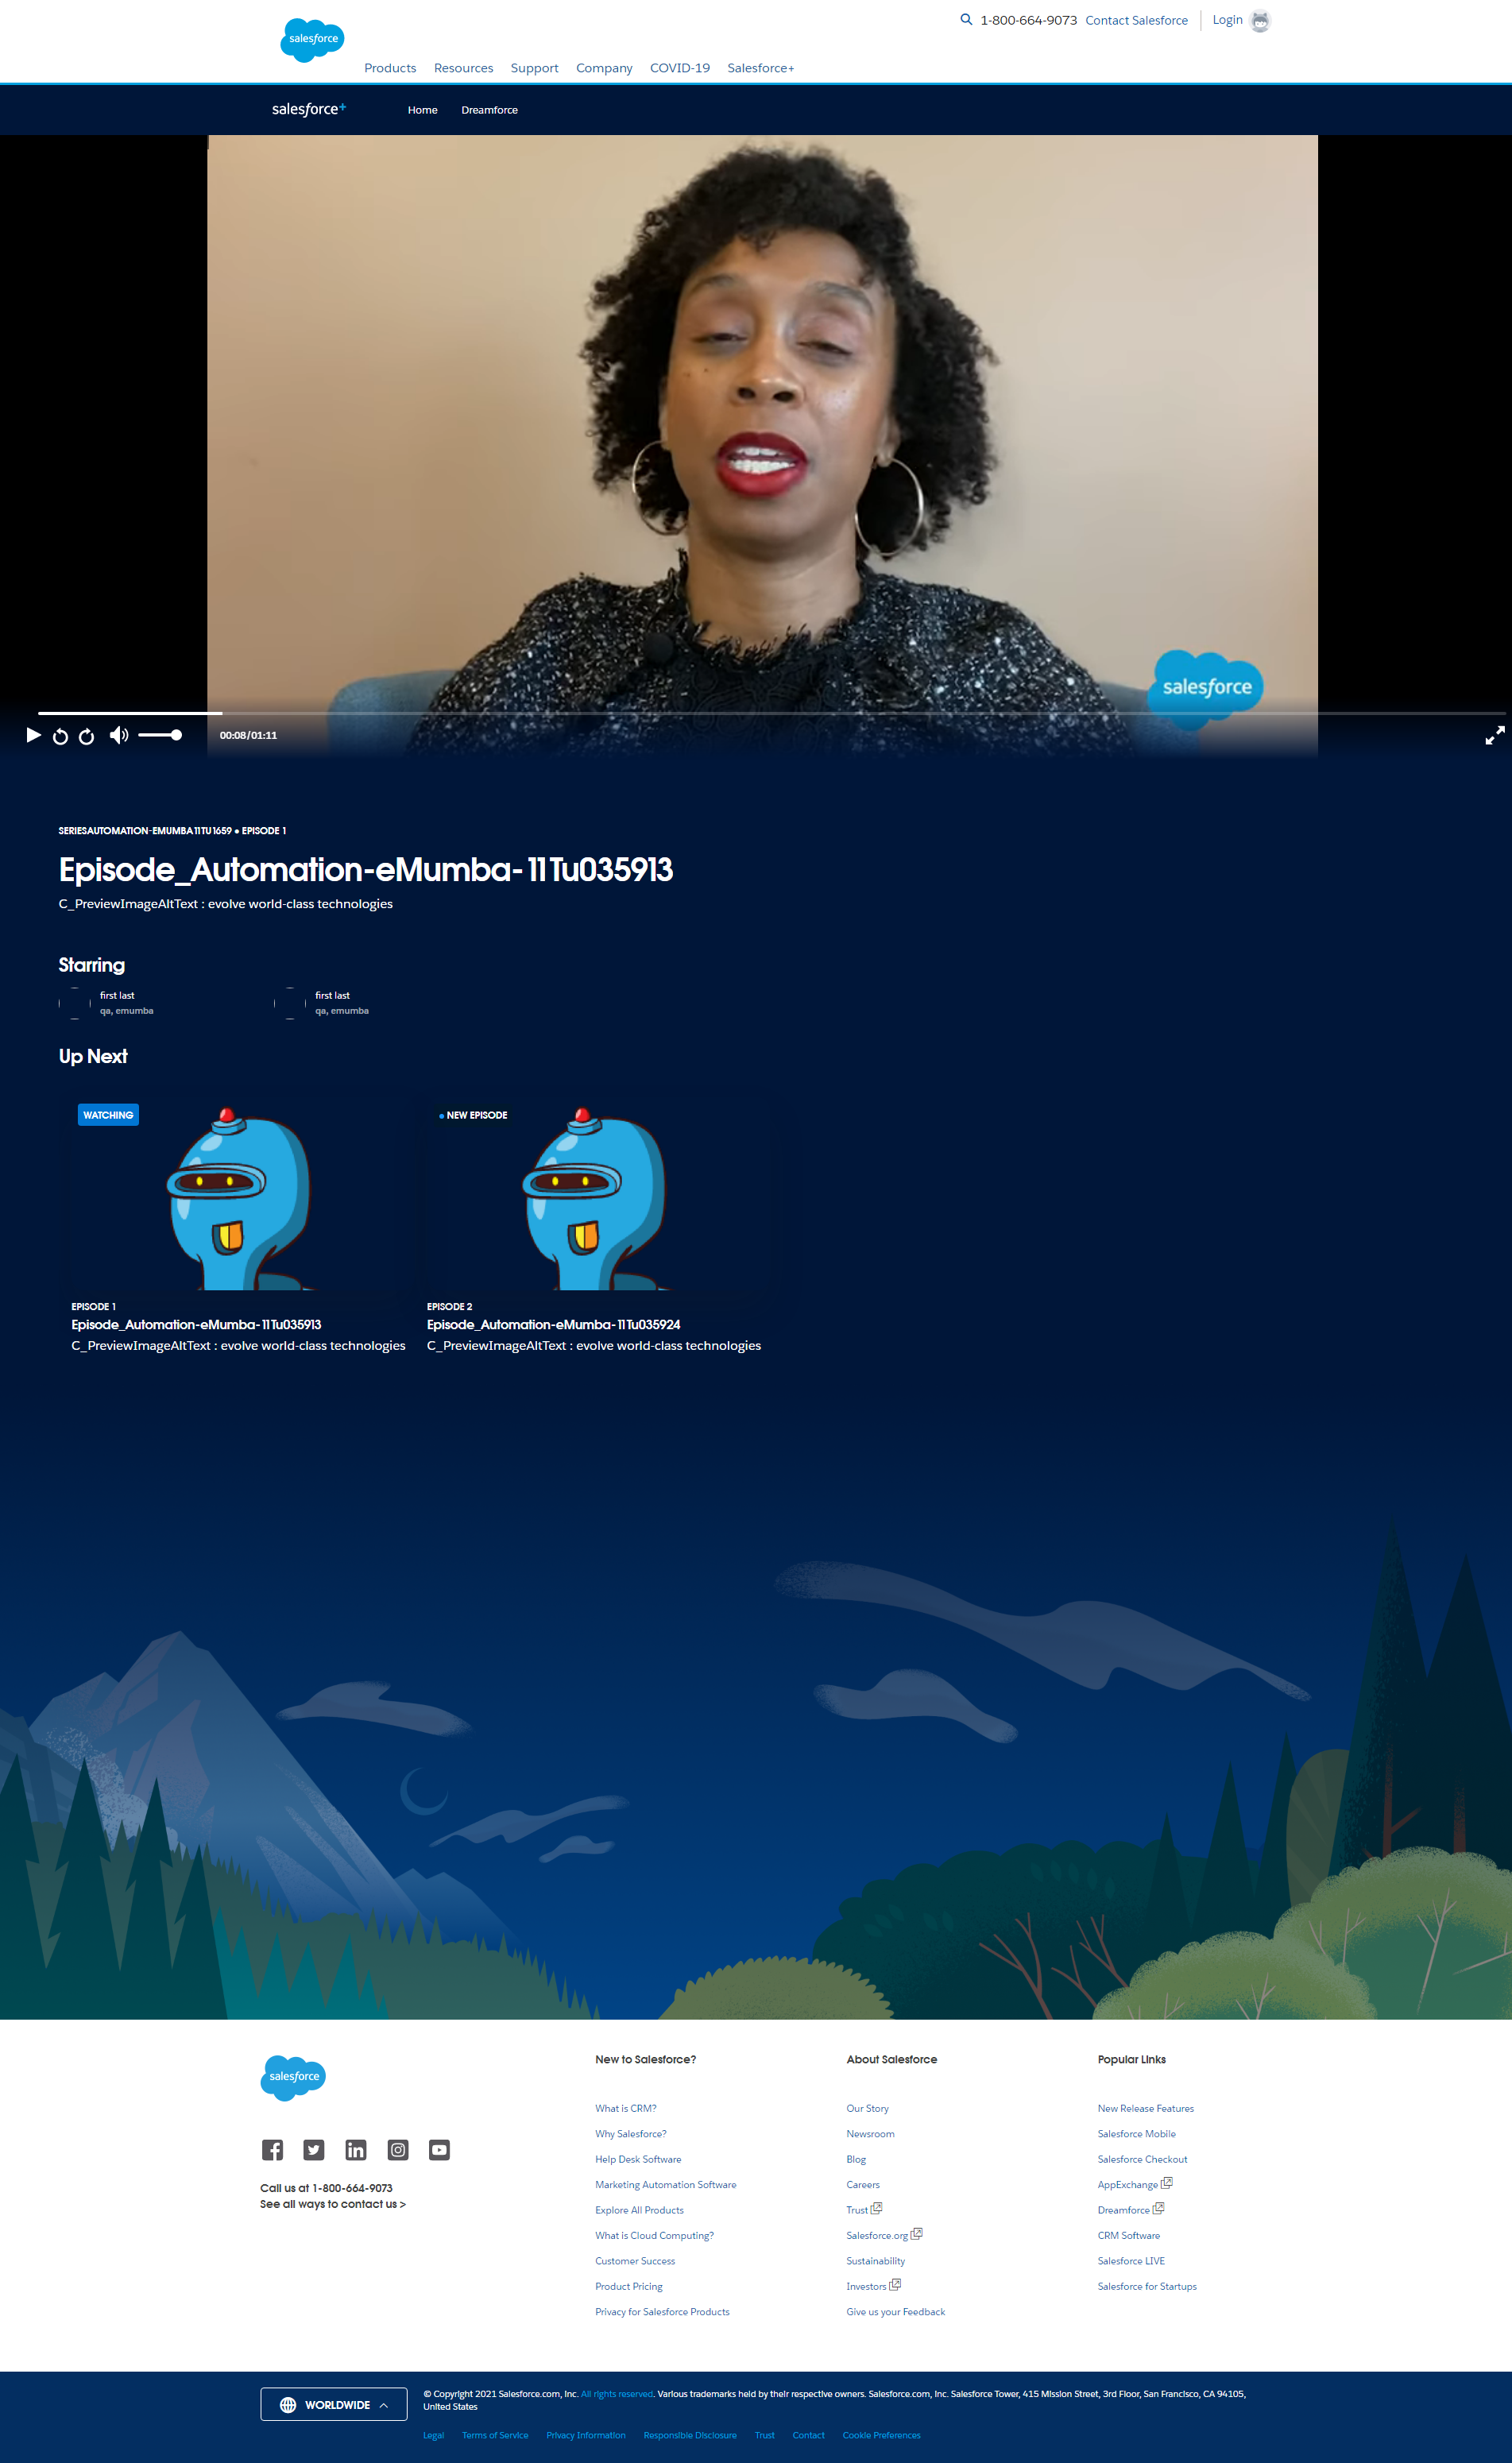 salesforce
1-800-664-9073 Contact Salesforce Login
Products Resources Support Company COVID-19 Salesforce+
salesforce+ Home Dreamforce
salesforce
00:08/01:11
SERIESAUTOMATION-EMUMBA11TU1659 • EPISODE 1
Episode_Automation-eMumba-11Tu035913
C_PreviewImageAltText : evolve world-class technologies
Starring
first last first last
qa, emumba qa, emumba
Up Next
WATCHING • NEW EPISODE
EPISODE 1 EPISODE 2
Episode_Automation-eMumba-11Tu035913 Episode_Automation-eMumba-11Tu035924
C_PreviewImageAltText : evolve world-class technologies C_PreviewImageAltText : evolve world-class technologies
salesforce
Call us at 1-800-664-9073
See all ways to contact us >
New to Salesforce?
What is CRM?
Why Salesforce?
Help Desk Software
Marketing Automation Software
Explore All Products
What is Cloud Computing?
Customer Success
Product Pricing
Privacy for Salesforce Products
About Salesforce
Our Story
Newsroom
Blog
Careers
Trust
Salesforce.org
Sustainability
Investors
Give us your Feedback
Popular Links
New Release Features
Salesforce Mobile
Salesforce Checkout
AppExchange
Dreamforce
CRM Software
Salesforce LIVE
Salesforce for Startups
WORLDWIDE
© Copyright 2021 Salesforce.com, inc. All rights reserved. Various trademarks held by their respective owners. Salesforce.com, inc. Salesforce Tower, 415 Mission Street, 3rd Floor, San Francisco, CA 94105,
United States
Legal Terms of Service Privacy Information Responsible Disclosure Trust Contact Cookie Preferences